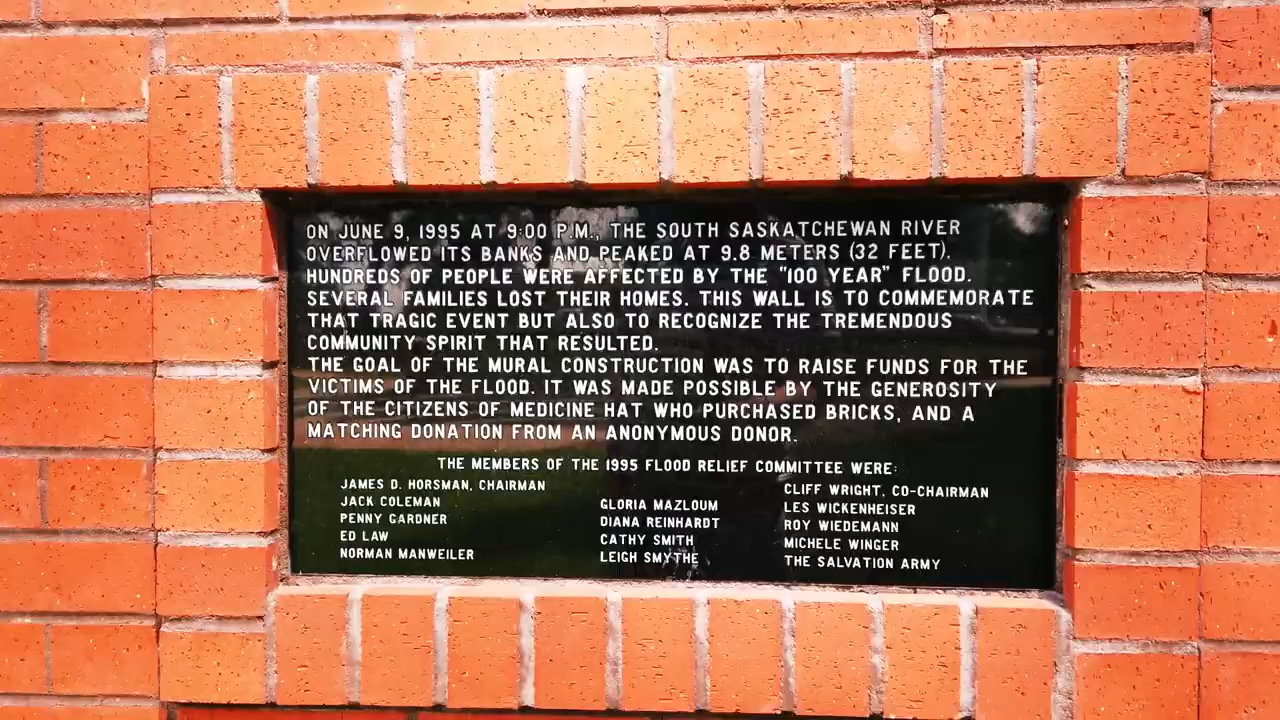 ON JUNE 9, 1995 AT 9:00 P.M., THE SOUTH SASKATCHEWAN RIVER
OVERFLOWED ITS BANKS AND PEAKED AT 9.8 METERS (32 FEET).
HUNDREDS OF PEOPLE WERE AFFECTED BY THE "100 YEAR" FLOOD.
SEVERAL FAMILIES LOST THEIR HOMES. THIS WALL IS TO COMMEMORATE
THAT TRAGIC EVENT BUT ALSO TO RECOGNIZE THE TREMENDOUS
COMMUNITY SPIRIT THAT RESULTED.
THE GOAL OF THE MURAL CONSTRUCTION WAS TO RAISE FUNDS FOR THE
VICTIMS OF THE FLOOD. IT WAS MADE POSSIBLE BY THE GENEROSITY
OF THE CITIZENS OF MEDICINE HAT WHO PURCHASED BRICKS, AND A
MATCHING DONATION FROM AN ANONYMOUS DONOR.
THE MEMBERS OF THE 1995 FLOOD RELIEF COMMITTEE WERE:
JAMES D. HORSMAN, CHAIRMAN
JACK COLEMAN
PENNY GARDNER
ED LAW
NORMAN MANWEILER
GLORIA MAZLOUM
DIANA REINHARDT
CATHY SMITH
LEIGH SMYTHE
CLIFF WRIGHT, CO-CHAIRMAN
LES WICKENHEISER
ROY WIEDEMANN
MICHELE WINGER
THE SALVATION ARMY